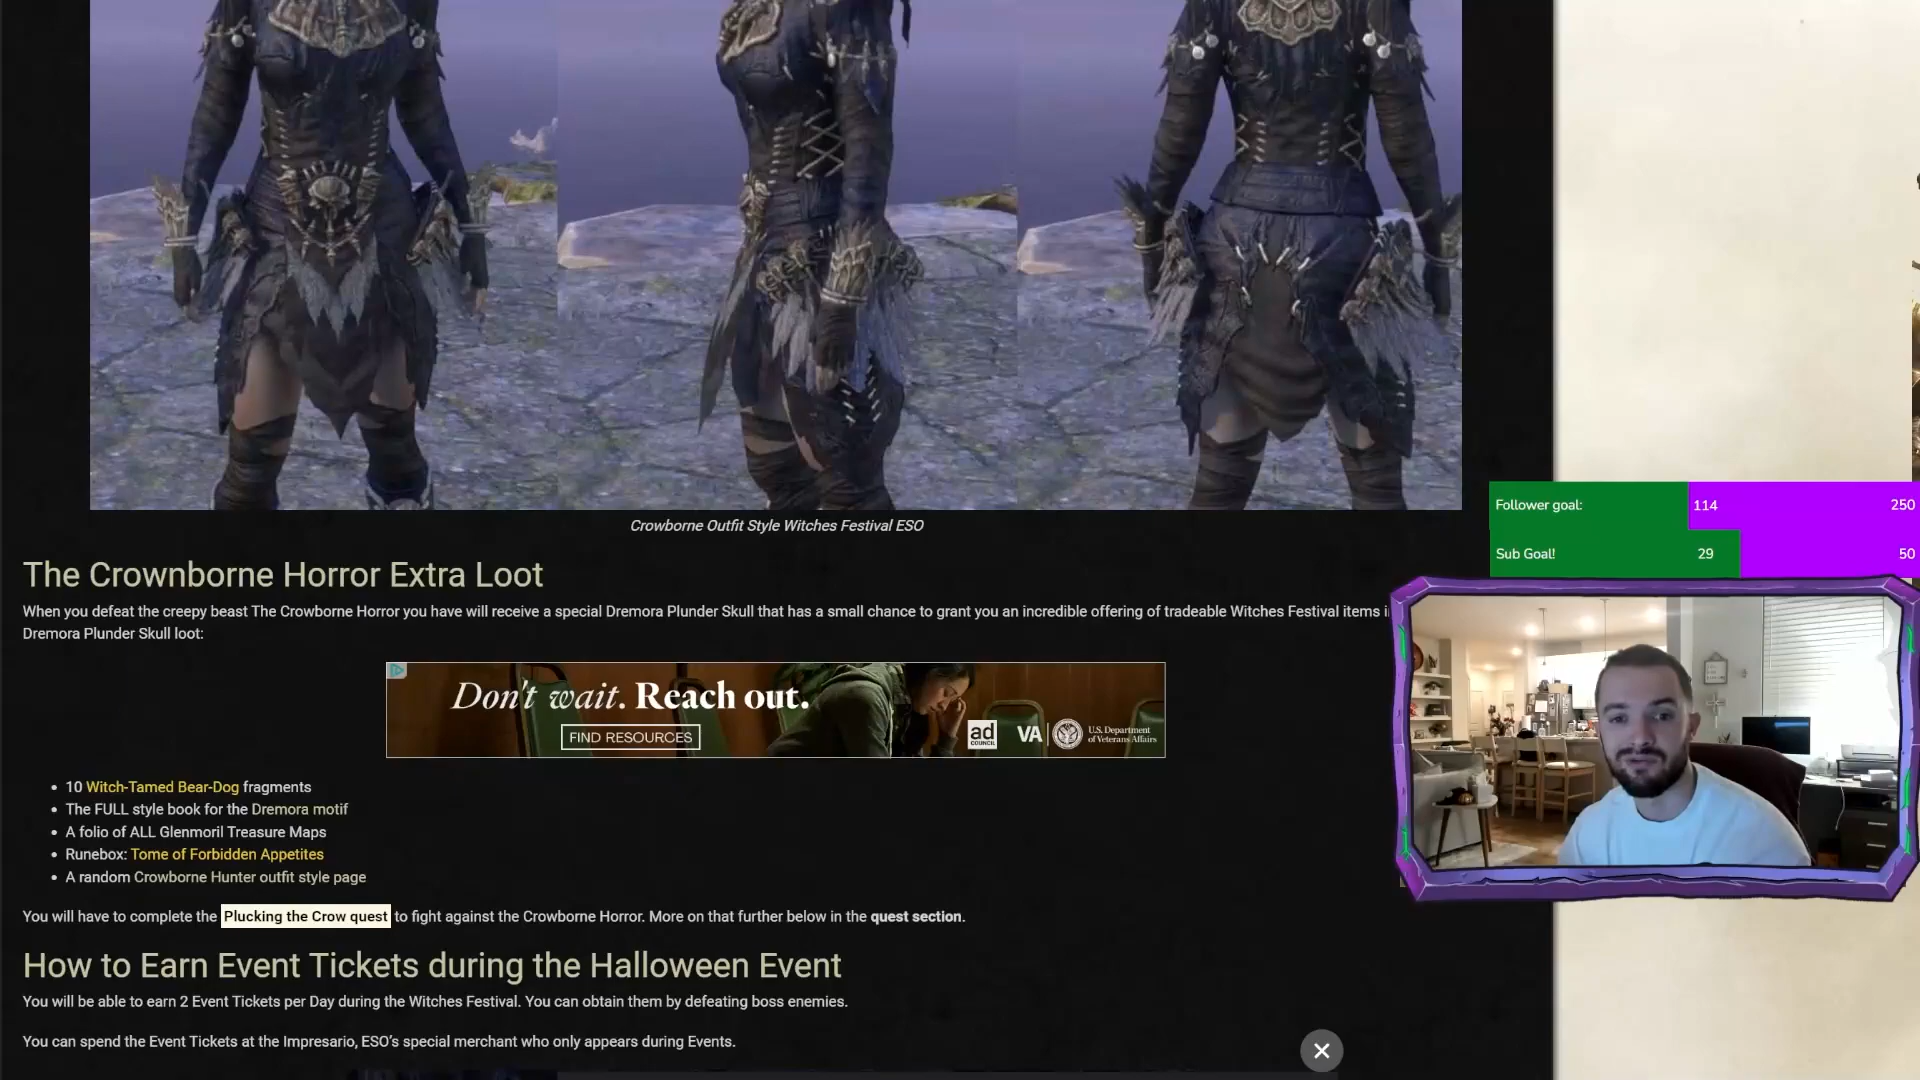 Crowborne Outfit Style Witches Festival ESO
The Crownborne Horror Extra Loot
When you defeat the creepy beast The Crowborne Horror you have will receive a special Dremora Plunder Skull that has a small chance to grant you an incredible offering of tradeable Witches Festival items
Dremora Plunder Skull loot:
Don't wait. Reach out.
FIND RESOURCES
ad
COUNCIL
VA
U.S. Department
of Veterans Affairs
• 10 Witch-Tamed Bear-Dog fragments
• The FULL style book for the Dremora motif
• A folio of ALL Glenmoril Treasure Maps
• Runebox: Tome of Forbidden Appetites
• A random Crowborne Hunter outfit style page
You will have to complete the Plucking the Crow quest to fight against the Crowborne Horror. More on that further below in the quest section.
How to Earn Event Tickets during the Halloween Event
You will be able to earn 2 Event Tickets per Day during the Witches Festival. You can obtain them by defeating boss enemies.
You can spend the Event Tickets at the Impresario, ESO's special merchant who only appears during Events.
Follower goal: 114 250
Sub Goal! 29 50